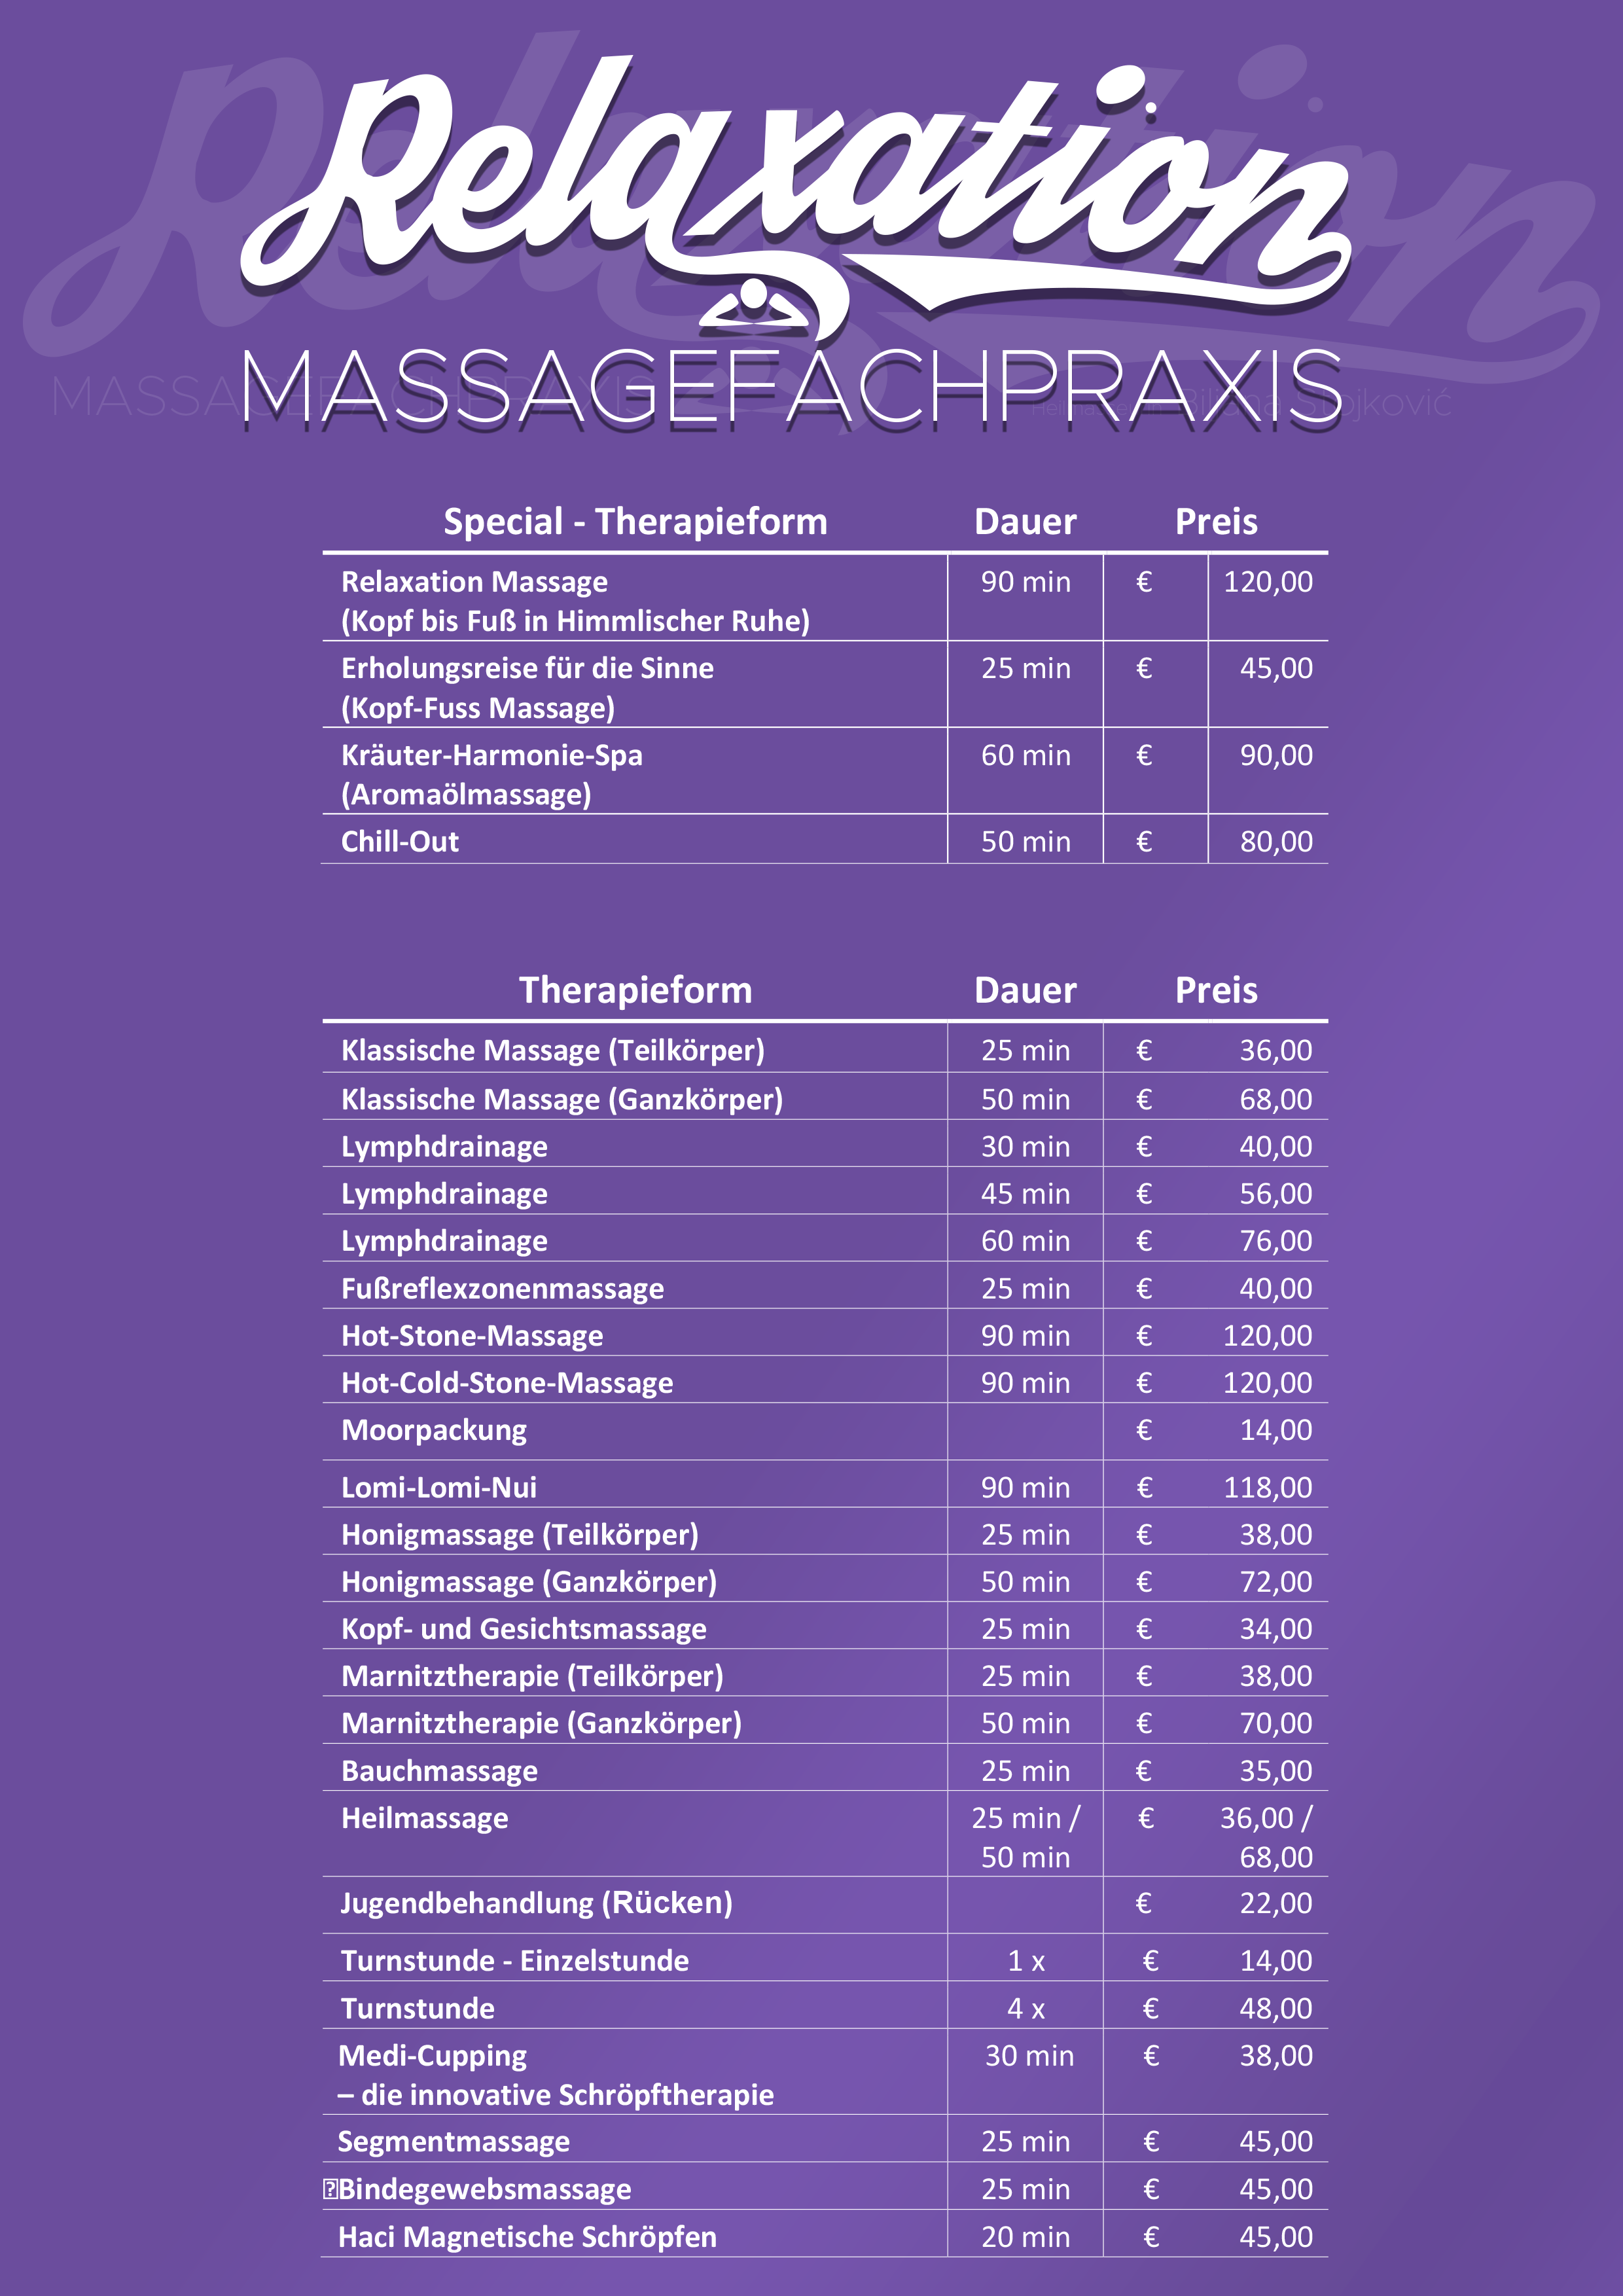 Relaxation
MASSAGEFACHPRAXIS
Special - Therapieform Dauer Preis
Relaxation Massage 90 min € 120,00
(Kopf bis Fuß in Himmlischer Ruhe)
Erholungsreise für die Sinne 25 min € 45,00
(Kopf-Fuss Massage)
Kräuter-Harmonie-Spa 60 min € 90,00
(Aromaölmassage)
Chill-Out 50 min € 80,00
Therapieform Dauer Preis
Klassische Massage (Teilkörper) 25 min € 36,00
Klassische Massage (Ganzkörper) 50 min € 68,00
Lymphdrainage 30 min € 40,00
Lymphdrainage 45 min € 56,00
Lymphdrainage 60 min € 76,00
Fußreflexzonenmassage 25 min € 40,00
Hot-Stone-Massage 90 min € 120,00
Hot-Cold-Stone-Massage 90 min € 120,00
Moorpackung € 14,00
Lomi-Lomi-Nui 90 min € 118,00
Honigmassage (Teilkörper) 25 min € 38,00
Honigmassage (Ganzkörper) 50 min € 72,00
Kopf- und Gesichtsmassage 25 min € 34,00
Marnitztherapie (Teilkörper) 25 min € 38,00
Marnitztherapie (Ganzkörper) 50 min € 70,00
Bauchmassage 25 min € 35,00
Heilmassage 25 min / € 36,00 /
50 min 68,00
Jugendbehandlung (Rücken) € 22,00
Turnstunde - Einzelstunde 1 x € 14,00
Turnstunde 4 x € 48,00
Medi-Cupping 30 min € 38,00
– die innovative Schröpftherapie
Segmentmassage 25 min € 45,00
Bindegewebsmassage 25 min € 45,00
Haci Magnetische Schröpfen 20 min € 45,00